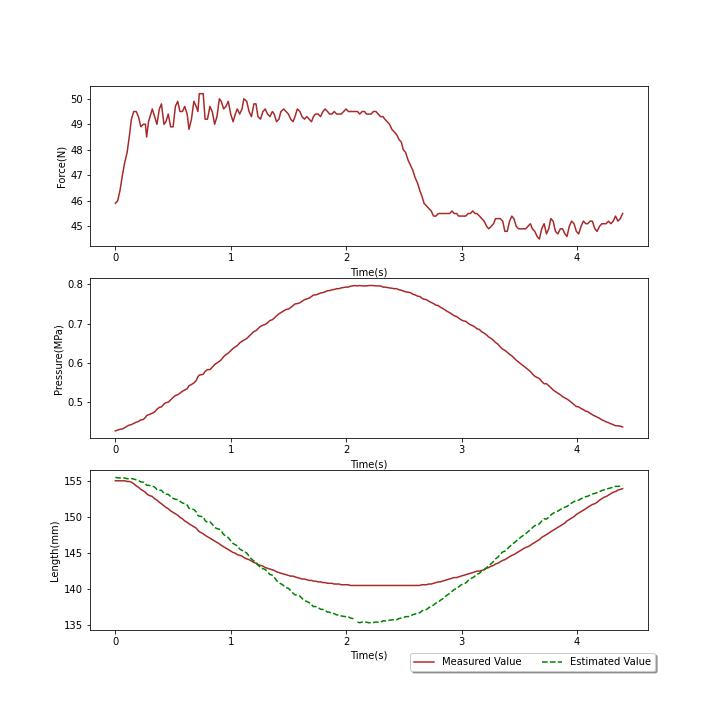 50
49
48
47
46
45
Force(N)
0 1 2 3 4
Time(s)
0.8
0.7
0.6
0.5
Pressure(MPa)
0 1 2 3 4
Time(s)
155
150
145
140
135
Length(mm)
0 1 2 3 4
Time(s)
Measured Value Estimated Value